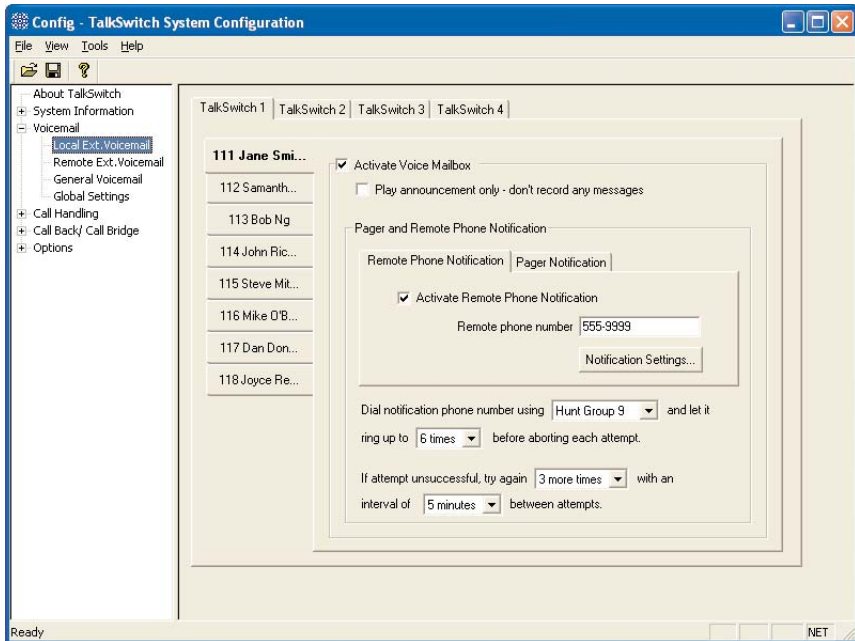 Config - TalkSwitch System Configuration
File View Tools Help
About TalkSwitch
System Information
Voicemail
Local Ext.Voicemail
Remote Ext.Voicemail
General Voicemail
Global Settings
Call Handling
Call Back/ Call Bridge
Options
TalkSwitch 1 TalkSwitch 2 TalkSwitch 3 TalkSwitch 4
111 Jane Smi...
112 Samanth...
113 Bob Ng
114 John Ric...
115 Steve Mit...
116 Mike O'B...
117 Dan Don...
118 Joyce Re...
Activate Voice Mailbox
Play announcement only - don't record any messages
Pager and Remote Phone Notification
Remote Phone Notification Pager Notification
Activate Remote Phone Notification
Remote phone number 555-9999
Notification Settings...
Dial notification phone number using Hunt Group 9 and let it
ring up to 6 times before aborting each attempt.
If attempt unsuccessful, try again 3 more times with an
interval of 5 minutes between attempts.
Ready NET